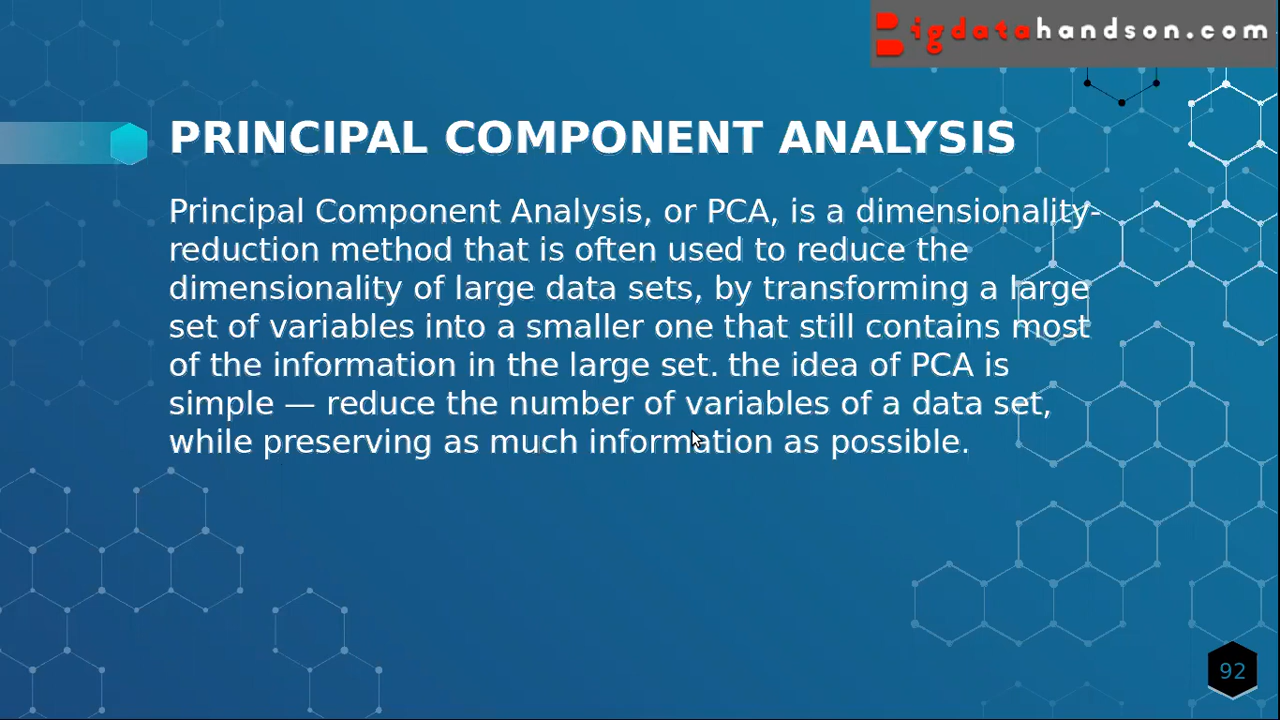 Bigdatahandson.com
PRINCIPAL COMPONENT ANALYSIS
Principal Component Analysis, or PCA, is a dimensionality-
reduction method that is often used to reduce the
dimensionality of large data sets, by transforming a large
set of variables into a smaller one that still contains most
of the information in the large set. the idea of PCA is
simple — reduce the number of variables of a data set,
while preserving as much information as possible.
92